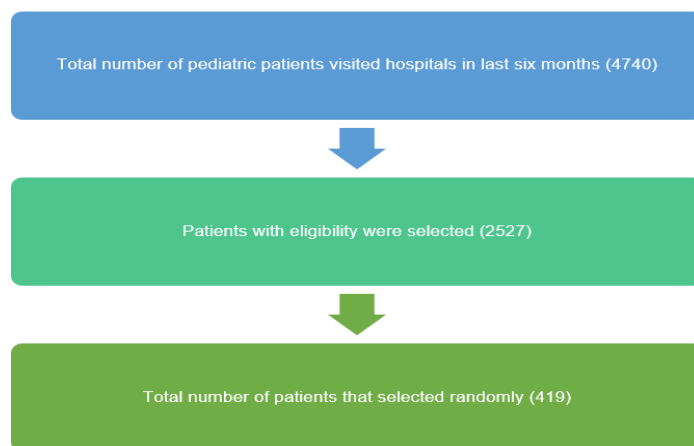 Total number of pediatric patients visited hospitals in last six months (4740)
Patients with eligibility were selected (2527)
Total number of patients that selected randomly (419)